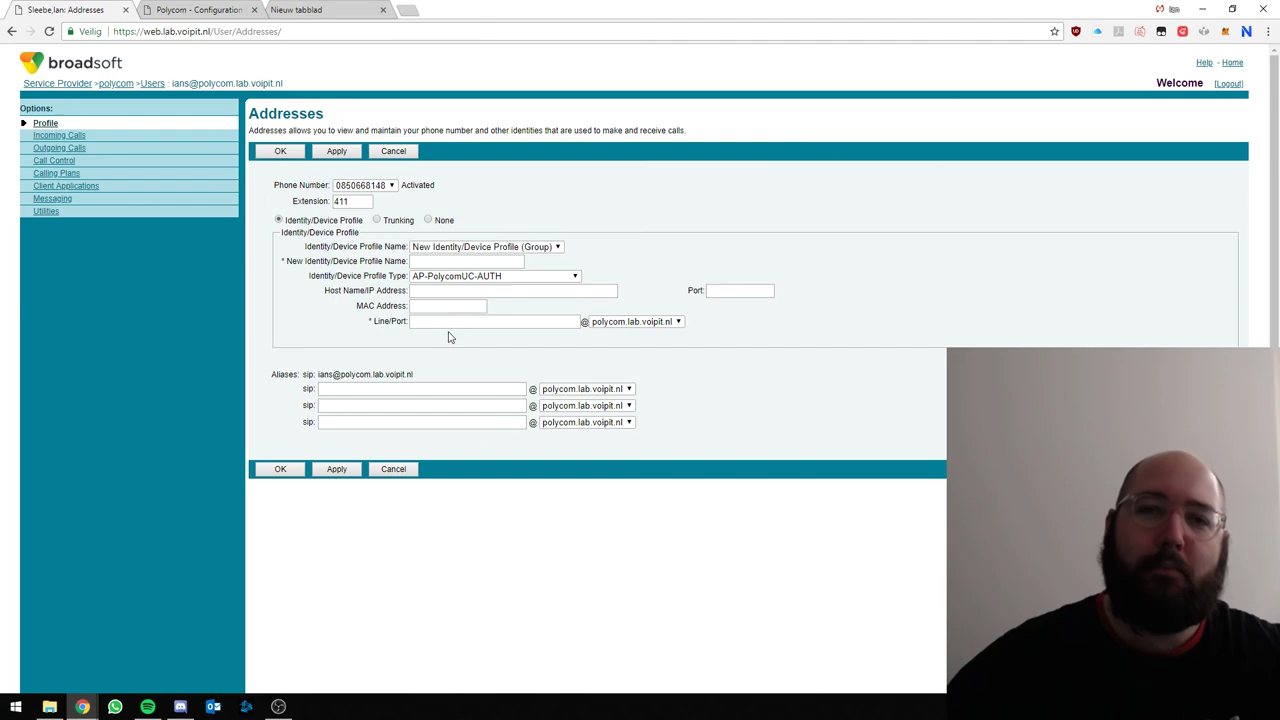 Sleebe,Ian: Addresses
Polycom - Configuration
Nieuw tabblad
Veilig
https://web.lab.voipit.nl/User/Addresses/
broadsoft
Help - Home
Service Provider >polycom >Users : ians@polycom.lab.voipit.nl
Welcome [Logout]
Options:
Profile
Incoming Calls
Outgoing Calls
Call Control
Calling Plans
Client Applications
Messaging
Utilities
Addresses
Addresses allows you to view and maintain your phone number and other identities that are used to make and receive calls.
OK Apply Cancel
Phone Number: 0850668148 Activated
Extension: 411
Identity/Device Profile Trunking None
Identity/Device Profile
Identity/Device Profile Name: New Identity/Device Profile (Group)
* New Identity/Device Profile Name:
Identity/Device Profile Type: AP-PolycomUC-AUTH
Host Name/IP Address: Port:
MAC Address:
* Line/Port: @ polycom.lab.voipit.nl
Aliases: sip: ians@polycom.lab.voipit.nl
sip: @ polycom.lab.voipit.nl
sip: @ polycom.lab.voipit.nl
sip: @ polycom.lab.voipit.nl
OK Apply Cancel